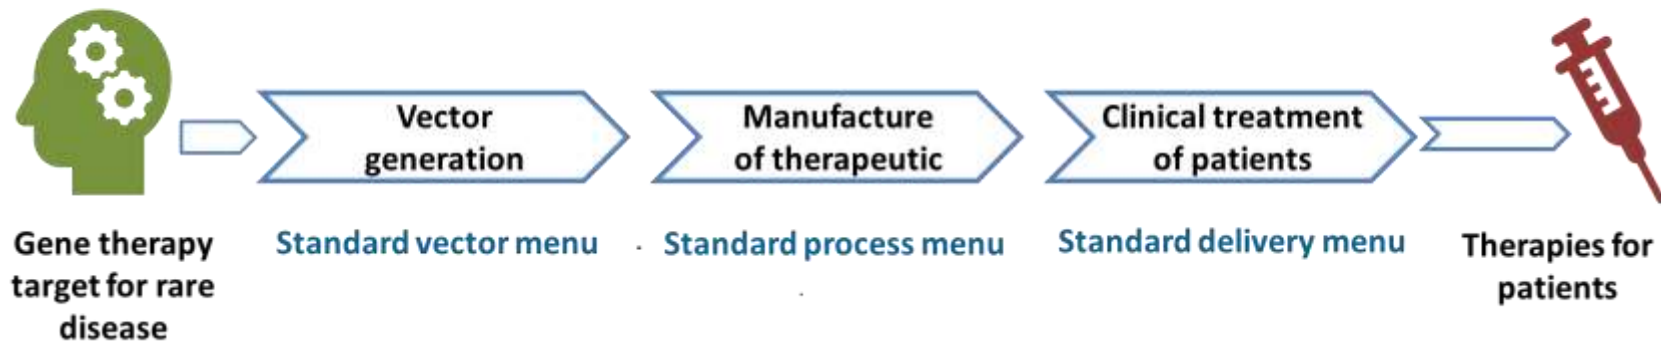 Vector
generation
Manufacture
of therapeutic
Clinical treatment
of patients
Gene therapy
target for rare
disease
Standard vector menu
Standard process menu
Standard delivery menu
Therapies for
patients